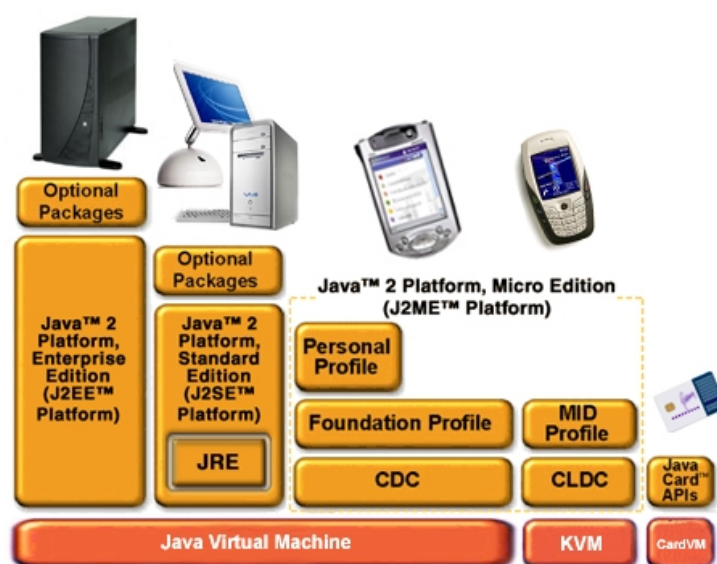 Optional
Packages
Optional
Packages
Java™ 2 Platform, Micro Edition
(J2ME™ Platform)
Java™ 2
Platform,
Enterprise
Edition
(J2EE™
Platform)
Java™ 2
Platform,
Standard
Edition
(J2SE™
Platform)
JRE
Personal
Profile
Foundation Profile
MID
Profile
CDC
CLDC
Java
Card™
APIs
Java Virtual Machine
KVM
CardVM